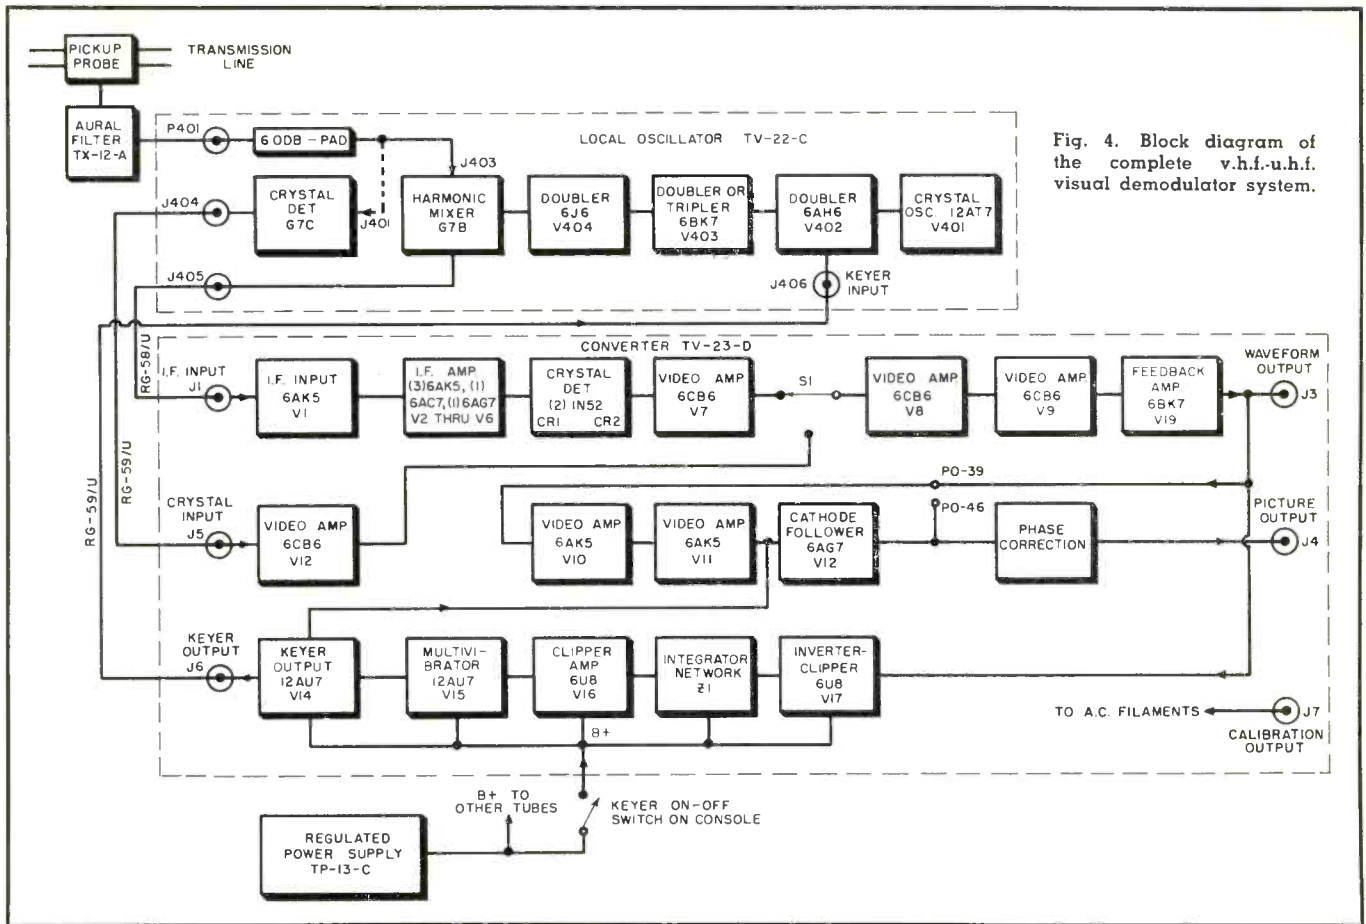 PICKUP
PROBE
TRANSMISSION
LINE
AURAL
FILTER
TX-12-A
P401
6 0DB-PAD
LOCAL OSCILLATOR TV-22-C
J403
J404
CRYSTAL
DET
G7C
J401
HARMONIC
MIXER
G7B
DOUBLER
6J6
V404
DOUBLER OR
TRIPLER
6BK7
V403
DOUBLER
6AH6
V402
CRYSTAL
OSC. 12AT7
V401
J405
J406
KEYER
INPUT
Fig. 4. Block diagram of
the complete v.h.f.-u.h.f.
visual demodulator system.
CONVERTER TV-23-D
RG-58/U
RG-59/U
RG-59/U
I.F. INPUT
J1
I.F. INPUT
6AK5
V1
I.F. AMP
(3)6AK5, (1)
6AC7,(1)6AG7
V2 THRU V6
CRYSTAL
DET
(2) IN52
CR1 CR2
VIDEO AMP
6CB6
V7
S1
VIDEO AMP
6CB6
V8
VIDEO AMP
6CB6
V9
FEEDBACK
AMP
6BK7
V19
WAVEFORM
OUTPUT
J3
CRYSTAL
INPUT
J5
VIDEO AMP
6CB6
V12
VIDEO AMP
6AK5
V10
VIDEO AMP
6AK5
V11
CATHODE
FOLLOWER
6AG7
V12
PO-39
PO-46
PHASE
CORRECTION
PICTURE
OUTPUT
J4
KEYER
OUTPUT
J6
KEYER
OUTPUT
12AU7
V14
MULTIVI-
BRATOR
12AU7
V15
CLIPPER
AMP
6U8
V16
INTEGRATOR
NETWORK
Z1
INVERTER-
CLIPPER
6U8
V17
B+
TO A.C. FILAMENTS
J7
CALIBRATION
OUTPUT
B+ TO
OTHER TUBES
KEYER ON-OFF
SWITCH ON CONSOLE
REGULATED
POWER SUPPLY
TP-13-C